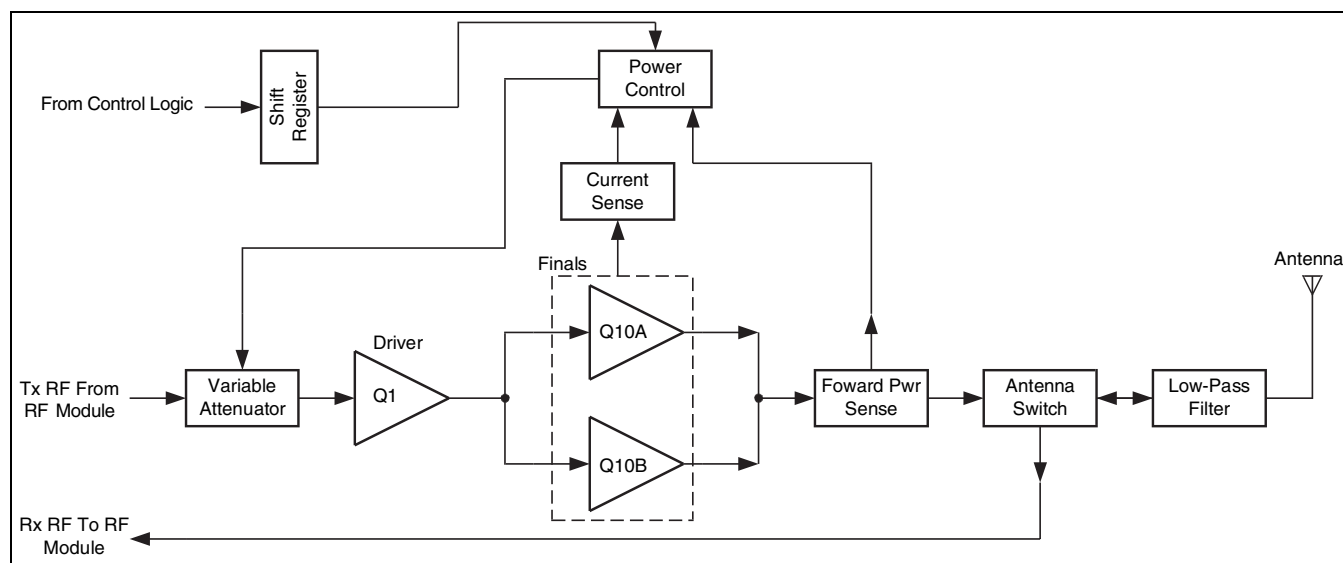 From Control Logic
Shift
Register
Power
Control
Current
Sense
Finals
Antenna
Driver
Q10A
Tx RF From
RF Module
Variable
Attenuator
Q1
Foward Pwr
Sense
Antenna
Switch
Low-Pass
Filter
Q10B
Rx RF To RF
Module